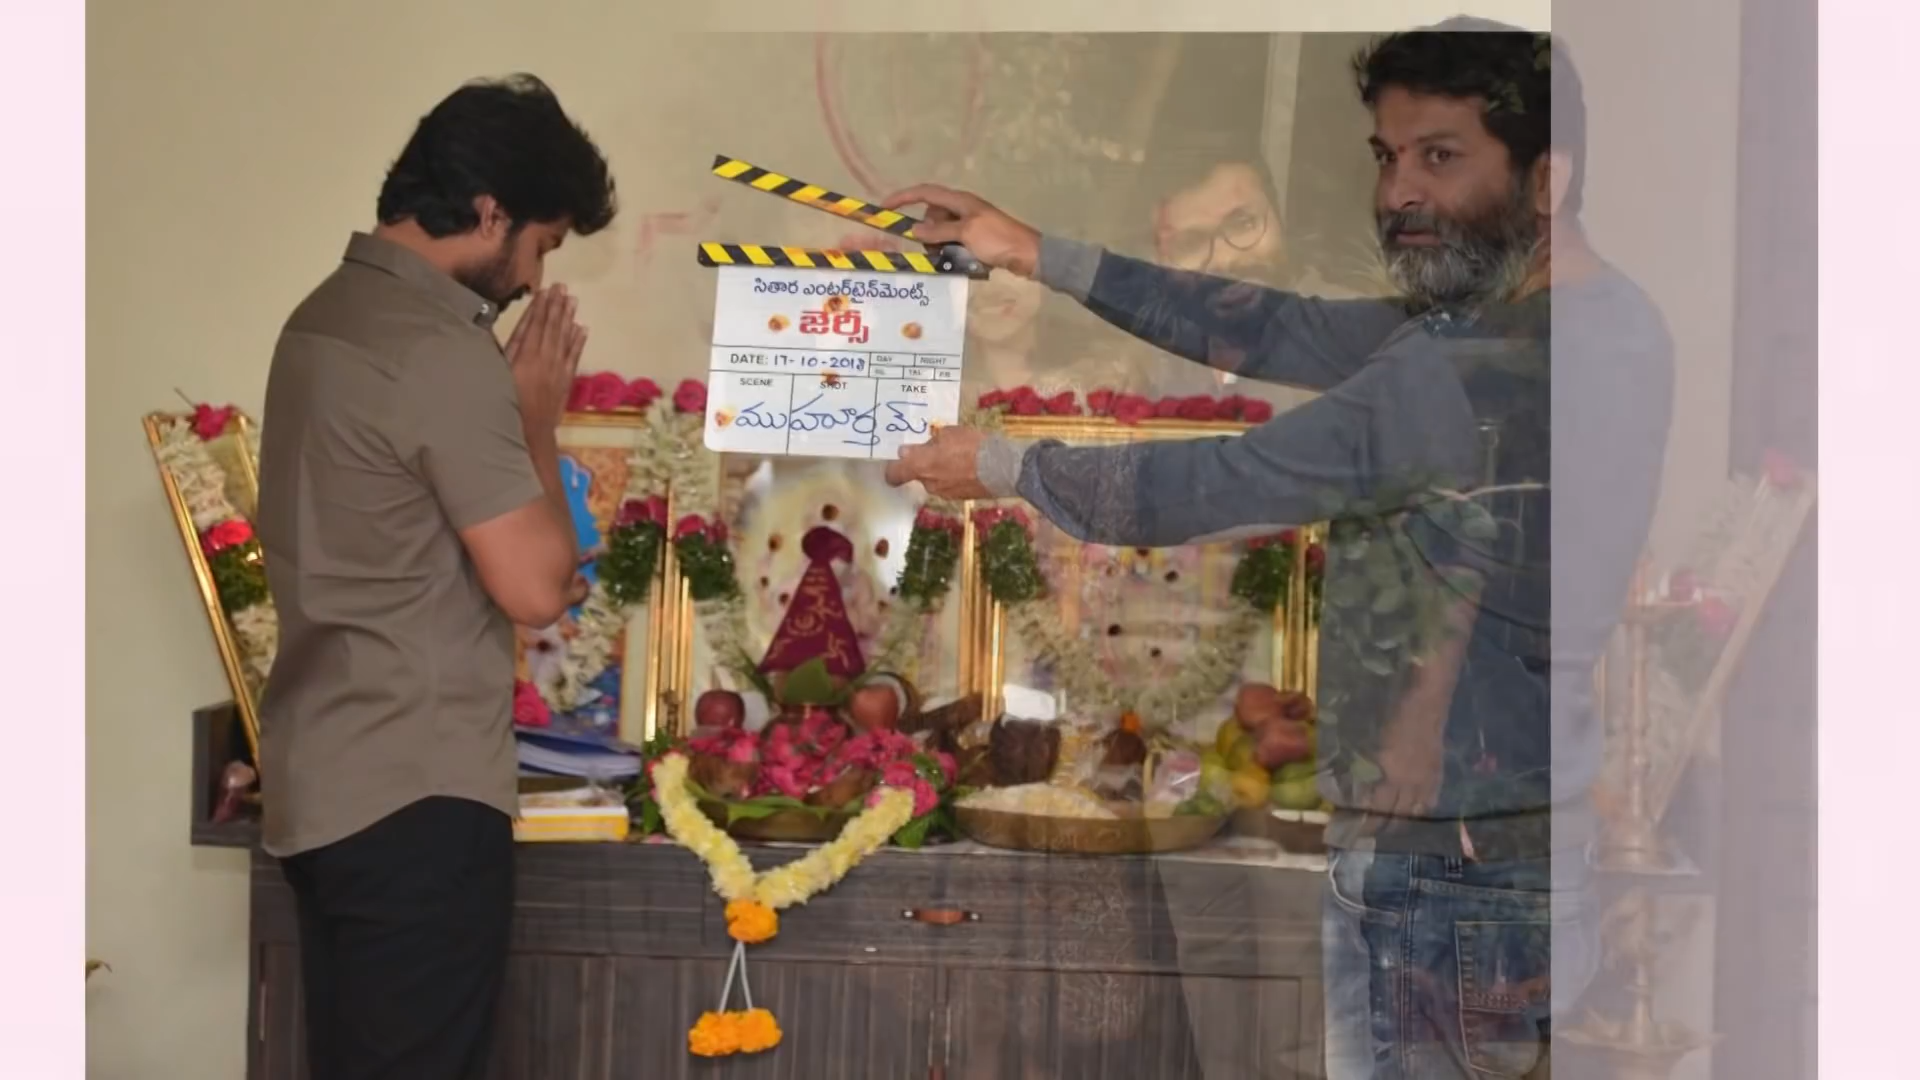 సితార ఎంటర్‌టైన్‌మెంట్స్
జెర్సీ
DATE: 17-10-2018 DAY NIGHT
SCENE SHOT TAKE
ముహూర్తమ్